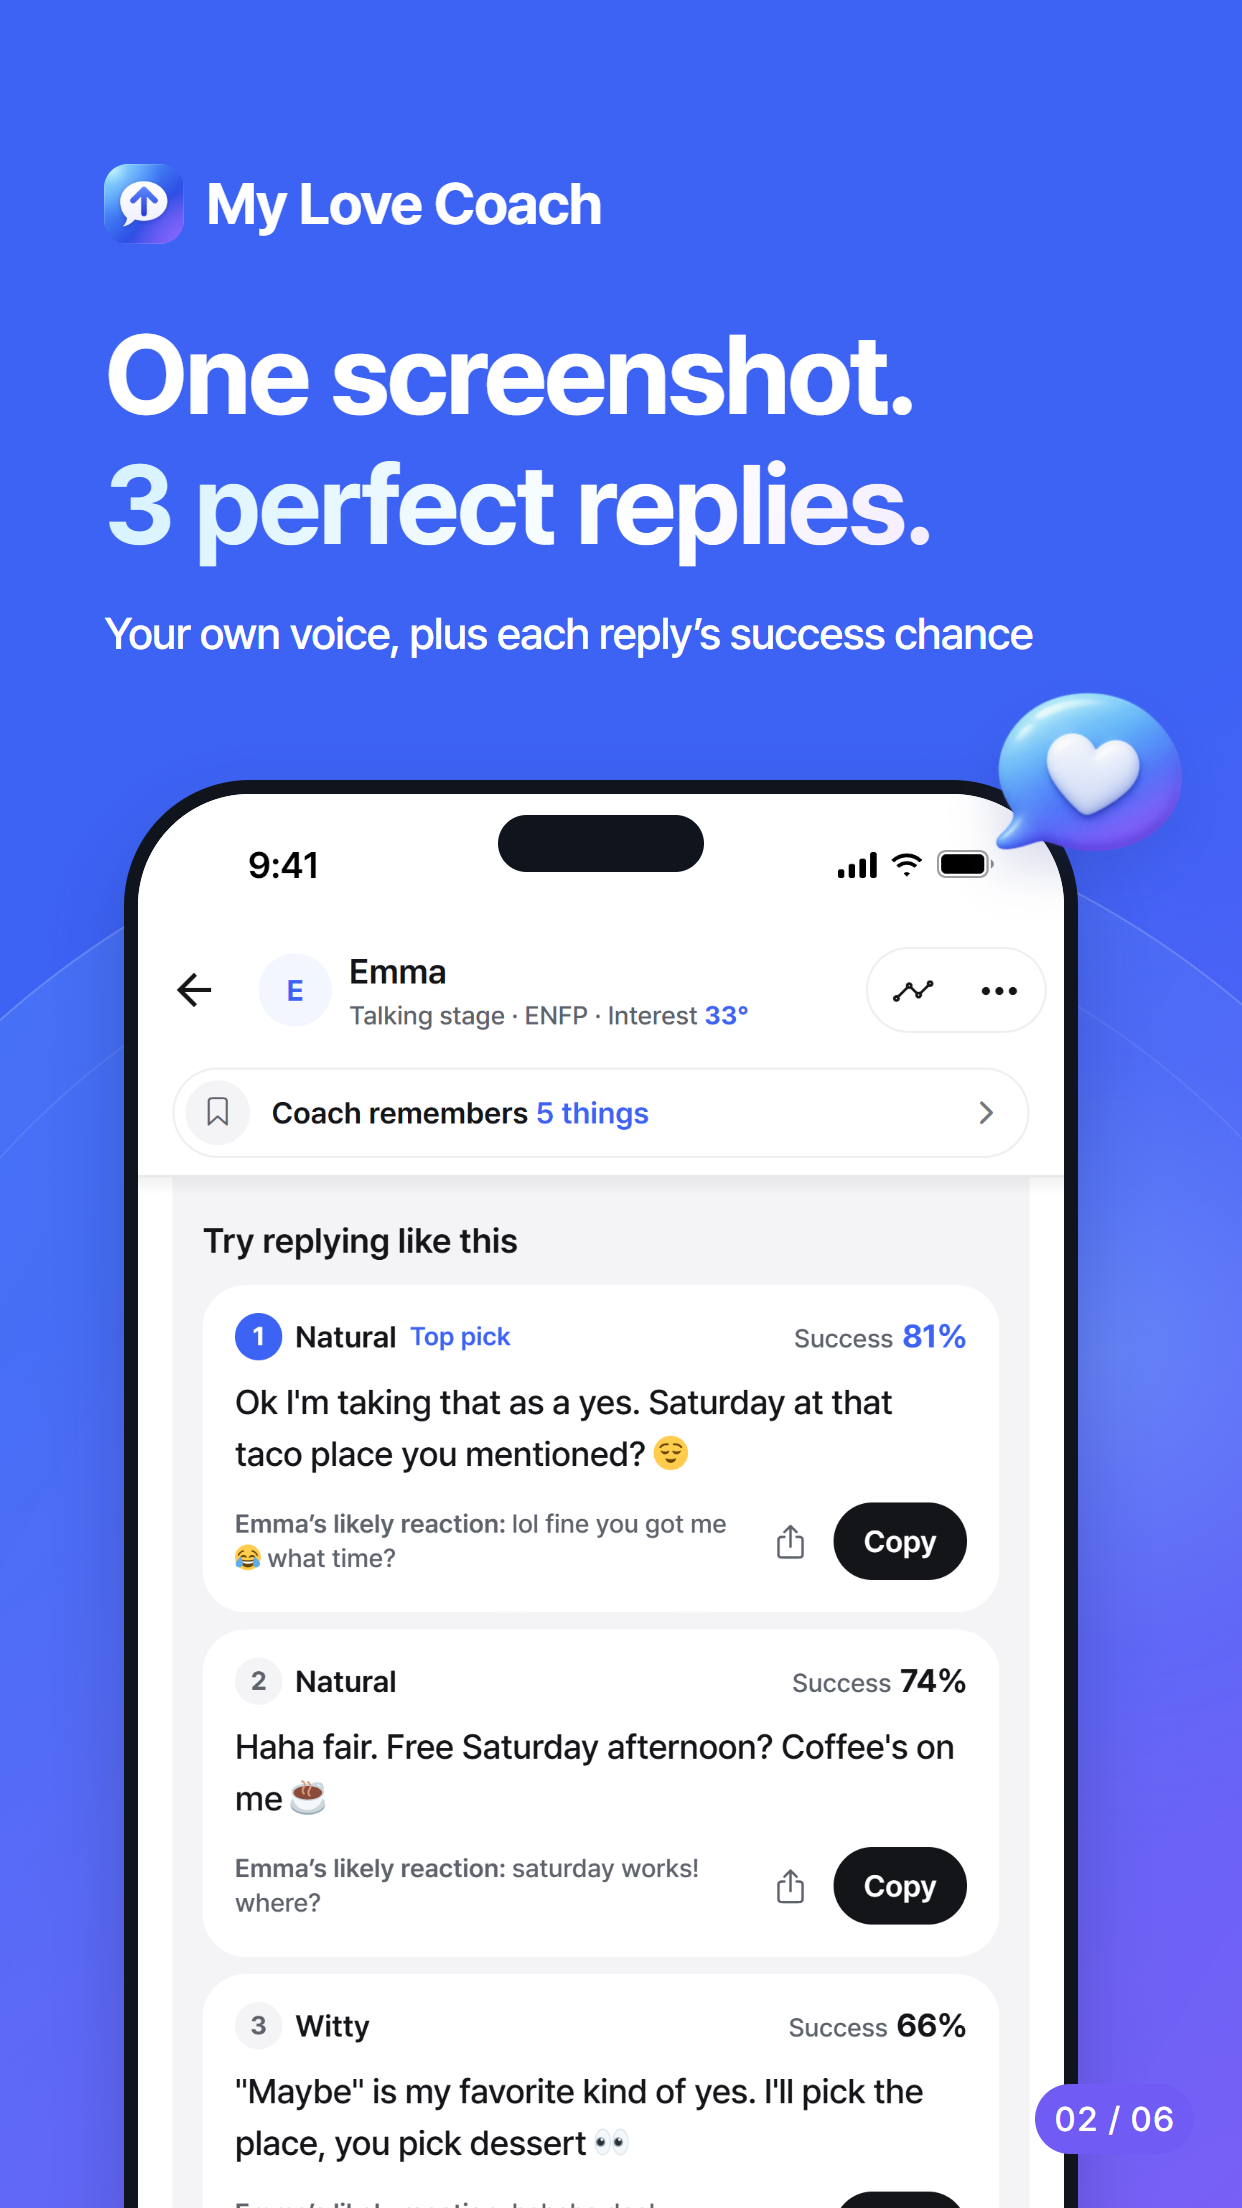 My Love Coach
One screenshot.
3 perfect replies.
Your own voice, plus each reply’s success chance
9:41
E
Emma
Talking stage · ENFP · Interest 33°
Coach remembers 5 things
Try replying like this
1 Natural Top pick Success 81%
Ok I'm taking that as a yes. Saturday at that
taco place you mentioned? 😌
Emma’s likely reaction: lol fine you got me
😂 what time?
Copy
2 Natural Success 74%
Haha fair. Free Saturday afternoon? Coffee's on
me ☕
Emma’s likely reaction: saturday works!
where?
Copy
3 Witty Success 66%
"Maybe" is my favorite kind of yes. I'll pick the
place, you pick dessert 👀
02 / 06